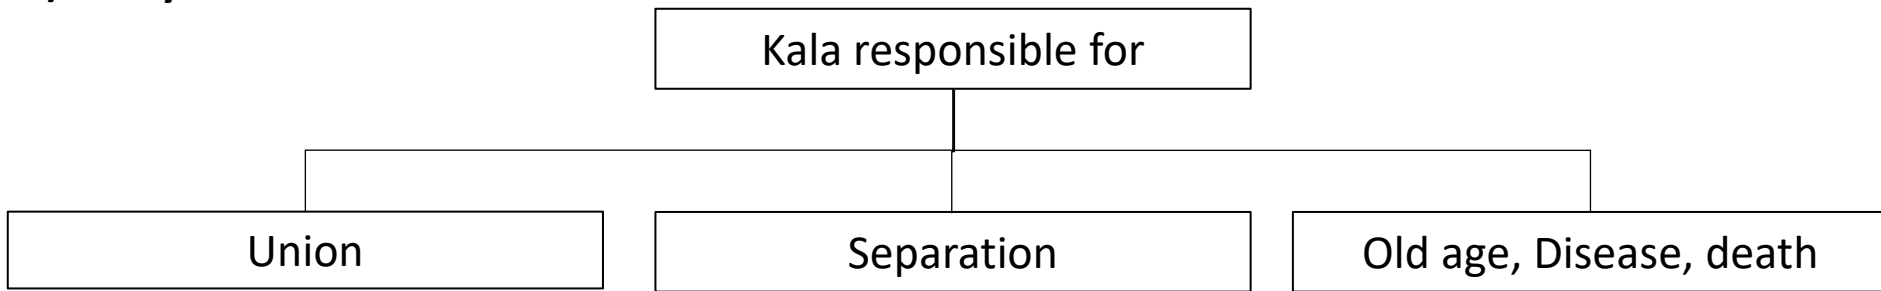 Kala responsible for
Union
Separation
Old age, Disease, death